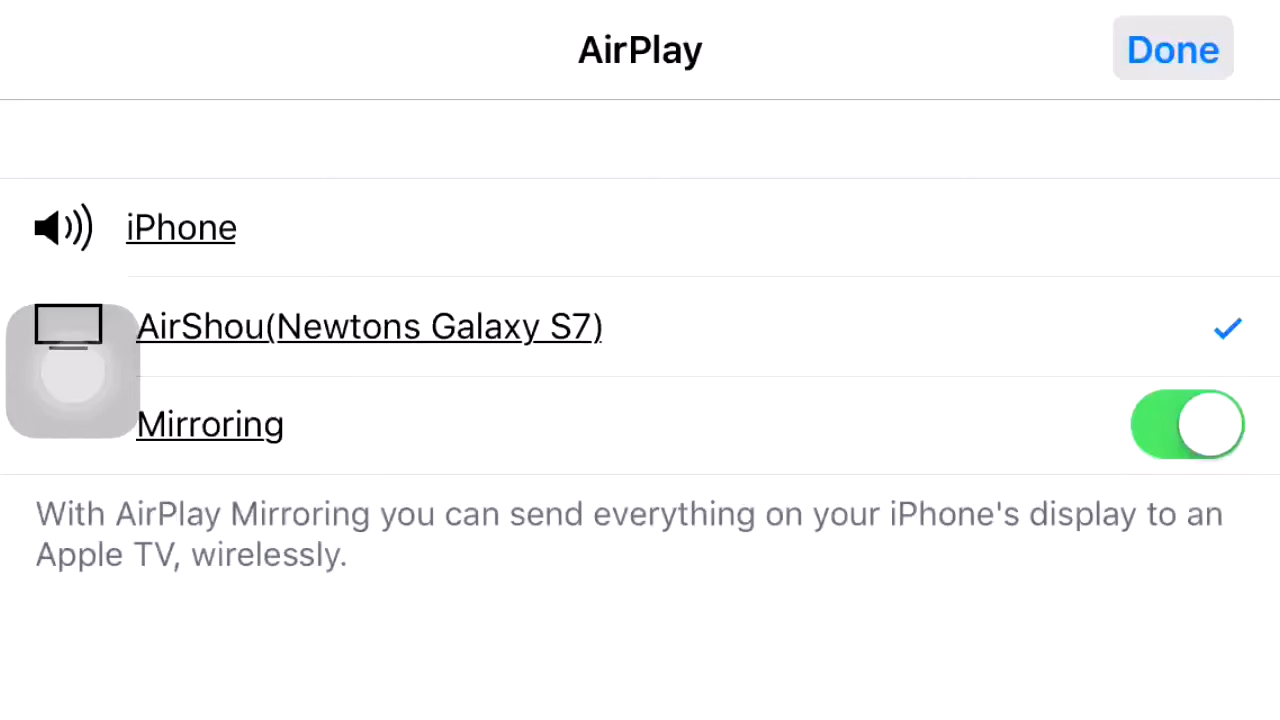 AirPlay
Done
iPhone
AirShou(Newtons Galaxy S7)
Mirroring
With AirPlay Mirroring you can send everything on your iPhone's display to an
Apple TV, wirelessly.